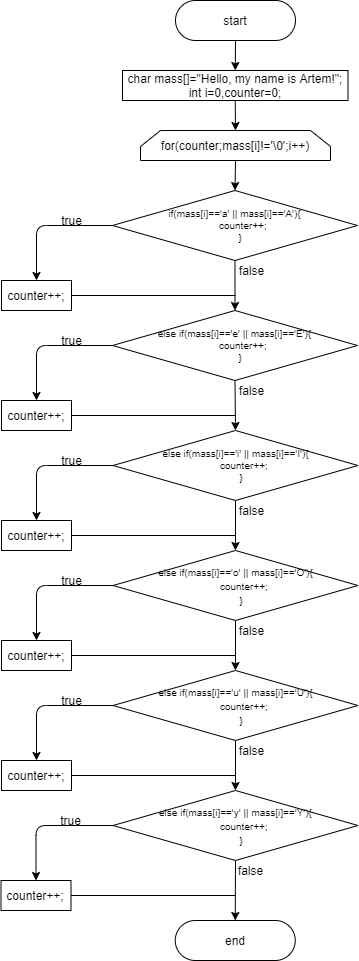 start
char mass[]="Hello, my name is Artem!";
int i=0,counter=0;
for(counter;mass[i]!='\0';i++)
if(mass[i]=='a' || mass[i]=='A'){
counter++;
}
true
false
counter++;
else if(mass[i]=='e' || mass[i]=='E'){
counter++;
}
true
false
counter++;
else if(mass[i]=='i' || mass[i]=='I'){
counter++;
}
true
false
counter++;
else if(mass[i]=='o' || mass[i]=='O'){
counter++;
}
true
false
counter++;
else if(mass[i]=='u' || mass[i]=='U'){
counter++;
}
true
false
counter++;
else if(mass[i]=='y' || mass[i]=='Y'){
counter++;
}
true
false
counter++;
end